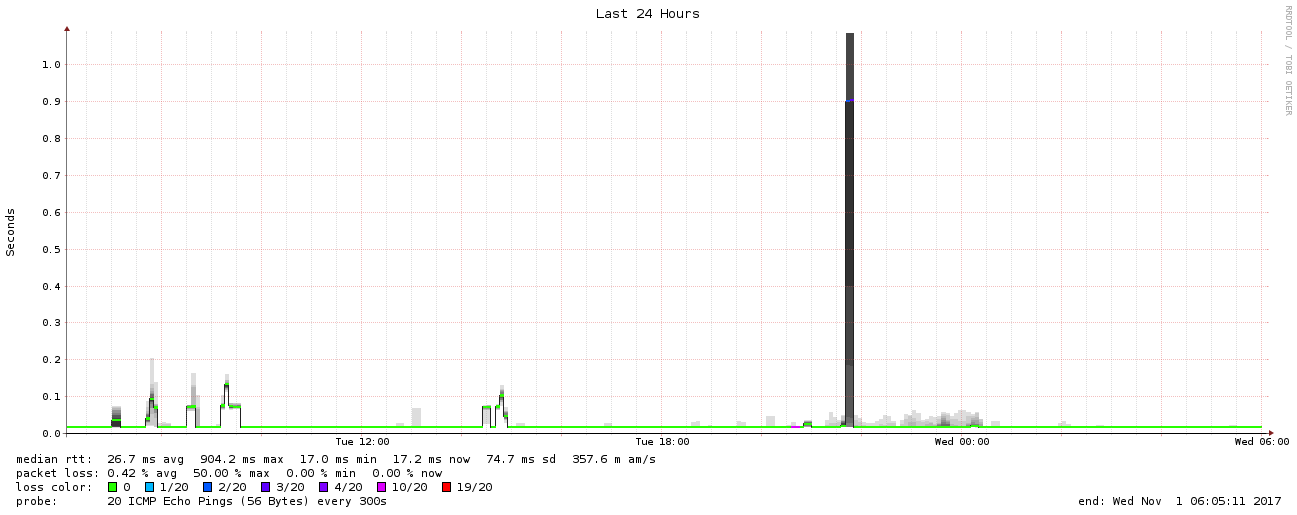 Last 24 Hours
RRDTOOL / TOBI OETIKER
Seconds
1.0
0.9
0.8
0.7
0.6
0.5
0.4
0.3
0.2
0.1
0.0
Tue 12:00 Tue 18:00 Wed 00:00 Wed 06:00
median rtt: 26.7 ms avg 904.2 ms max 17.0 ms min 17.2 ms now 74.7 ms sd 357.6 m am/s
packet loss: 0.42 % avg 50.00 % max 0.00 % min 0.00 % now
loss color: 0 1/20 2/20 3/20 4/20 10/20 19/20
probe: 20 ICMP Echo Pings (56 Bytes) every 300s end: Wed Nov 1 06:05:11 2017